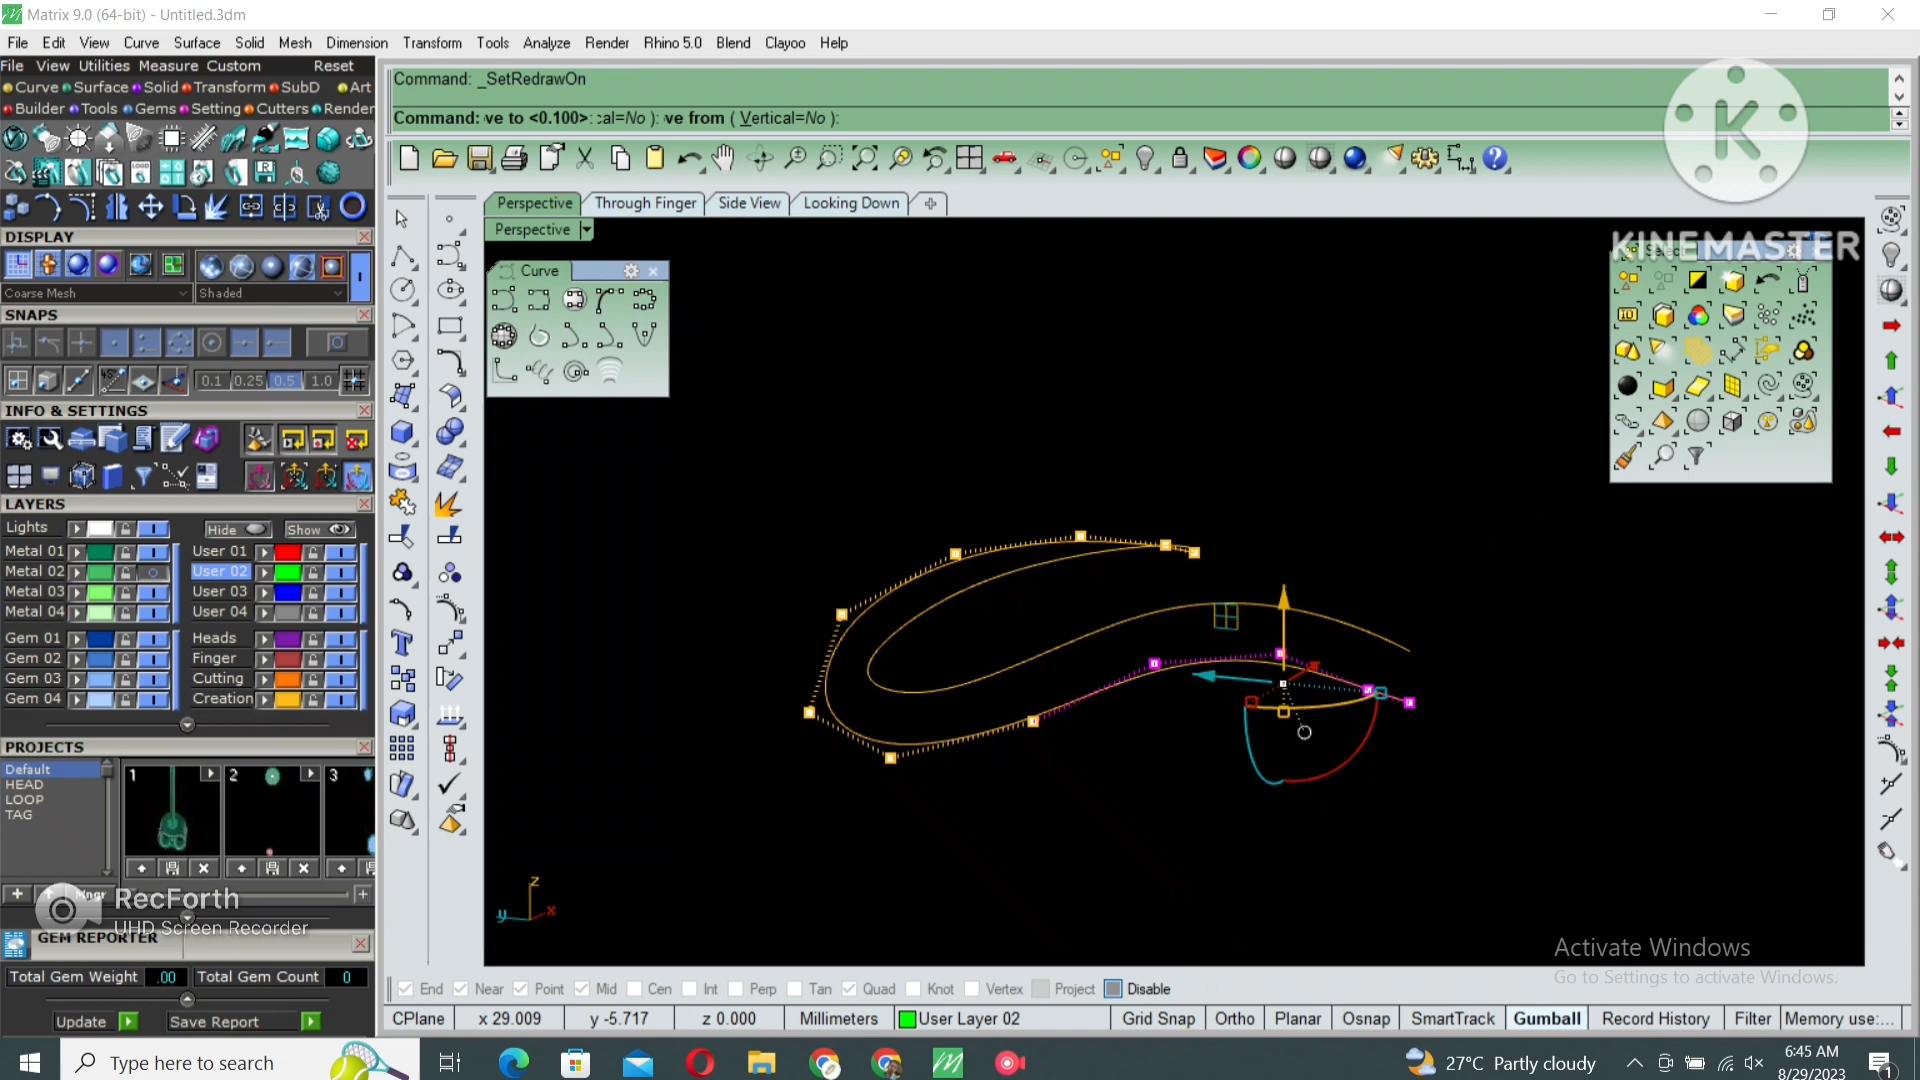 Matrix 9.0 (64-bit) - Untitled.3dm
File Edit View Curve Surface Solid Mesh Dimension Transform Tools Analyze Render Rhino 5.0 Blend Clayoo Help
File View Utilities Measure Custom Reset
Curve Surface Solid Transform SubD Art
Builder Tools Gems Setting Cutters Render
Command: _SetRedrawOn
Command: ve to <0.100>: :al=No ): ve from ( Vertical=No ):
K
KINEMASTER
Perspective Through Finger Side View Looking Down
Perspective
Curve
DISPLAY
Coarse Mesh Shaded
SNAPS
0.1 0.25 0.5 1.0
INFO & SETTINGS
LAYERS
Lights Hide Show
Metal 01 User 01
Metal 02 User 02
Metal 03 User 03
Metal 04 User 04
Gem 01 Heads
Gem 02 Finger
Gem 03 Cutting
Gem 04 Creation
PROJECTS
Default
HEAD
LOOP
TAG
1 2 3
Mngr
RecForth
UHD Screen Recorder
GEM REPORTER
Total Gem Weight .00 Total Gem Count 0
Update Save Report
z
y x
Activate Windows
Go to Settings to activate Windows.
End Near Point Mid Cen Int Perp Tan Quad Knot Vertex Project Disable
CPlane x 29.009 y -5.717 z 0.000 Millimeters User Layer 02 Grid Snap Ortho Planar Osnap SmartTrack Gumball Record History Filter Memory use:...
Type here to search
27°C Partly cloudy
6:45 AM
8/29/2023
1